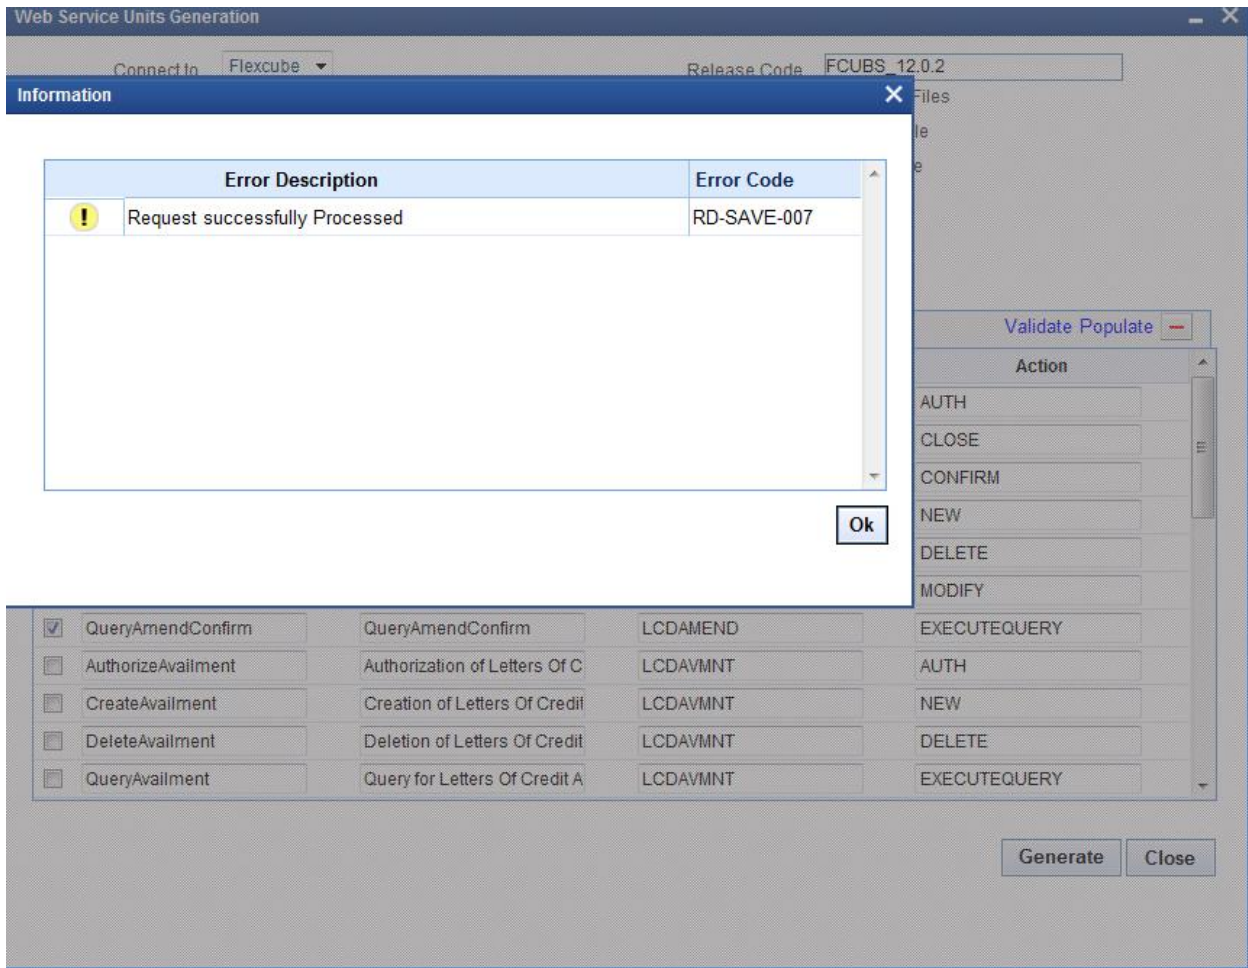 Web Service Units Generation
Connect to Flexcube Release Code FCUBS_12.0.2
Information Files
Error Description Error Code
Request successfully Processed RD-SAVE-007
Validate Populate
Action
AUTH
CLOSE
CONFIRM
NEW
Ok
DELETE
MODIFY
QueryAmendConfirm QueryAmendConfirm LCDAMEND EXECUTEQUERY
AuthorizeAvailment Authorization of Letters Of C LCDAVMNT AUTH
CreateAvailment Creation of Letters Of Credit LCDAVMNT NEW
DeleteAvailment Deletion of Letters Of Credit LCDAVMNT DELETE
QueryAvailment Query for Letters Of Credit A LCDAVMNT EXECUTEQUERY
Generate Close